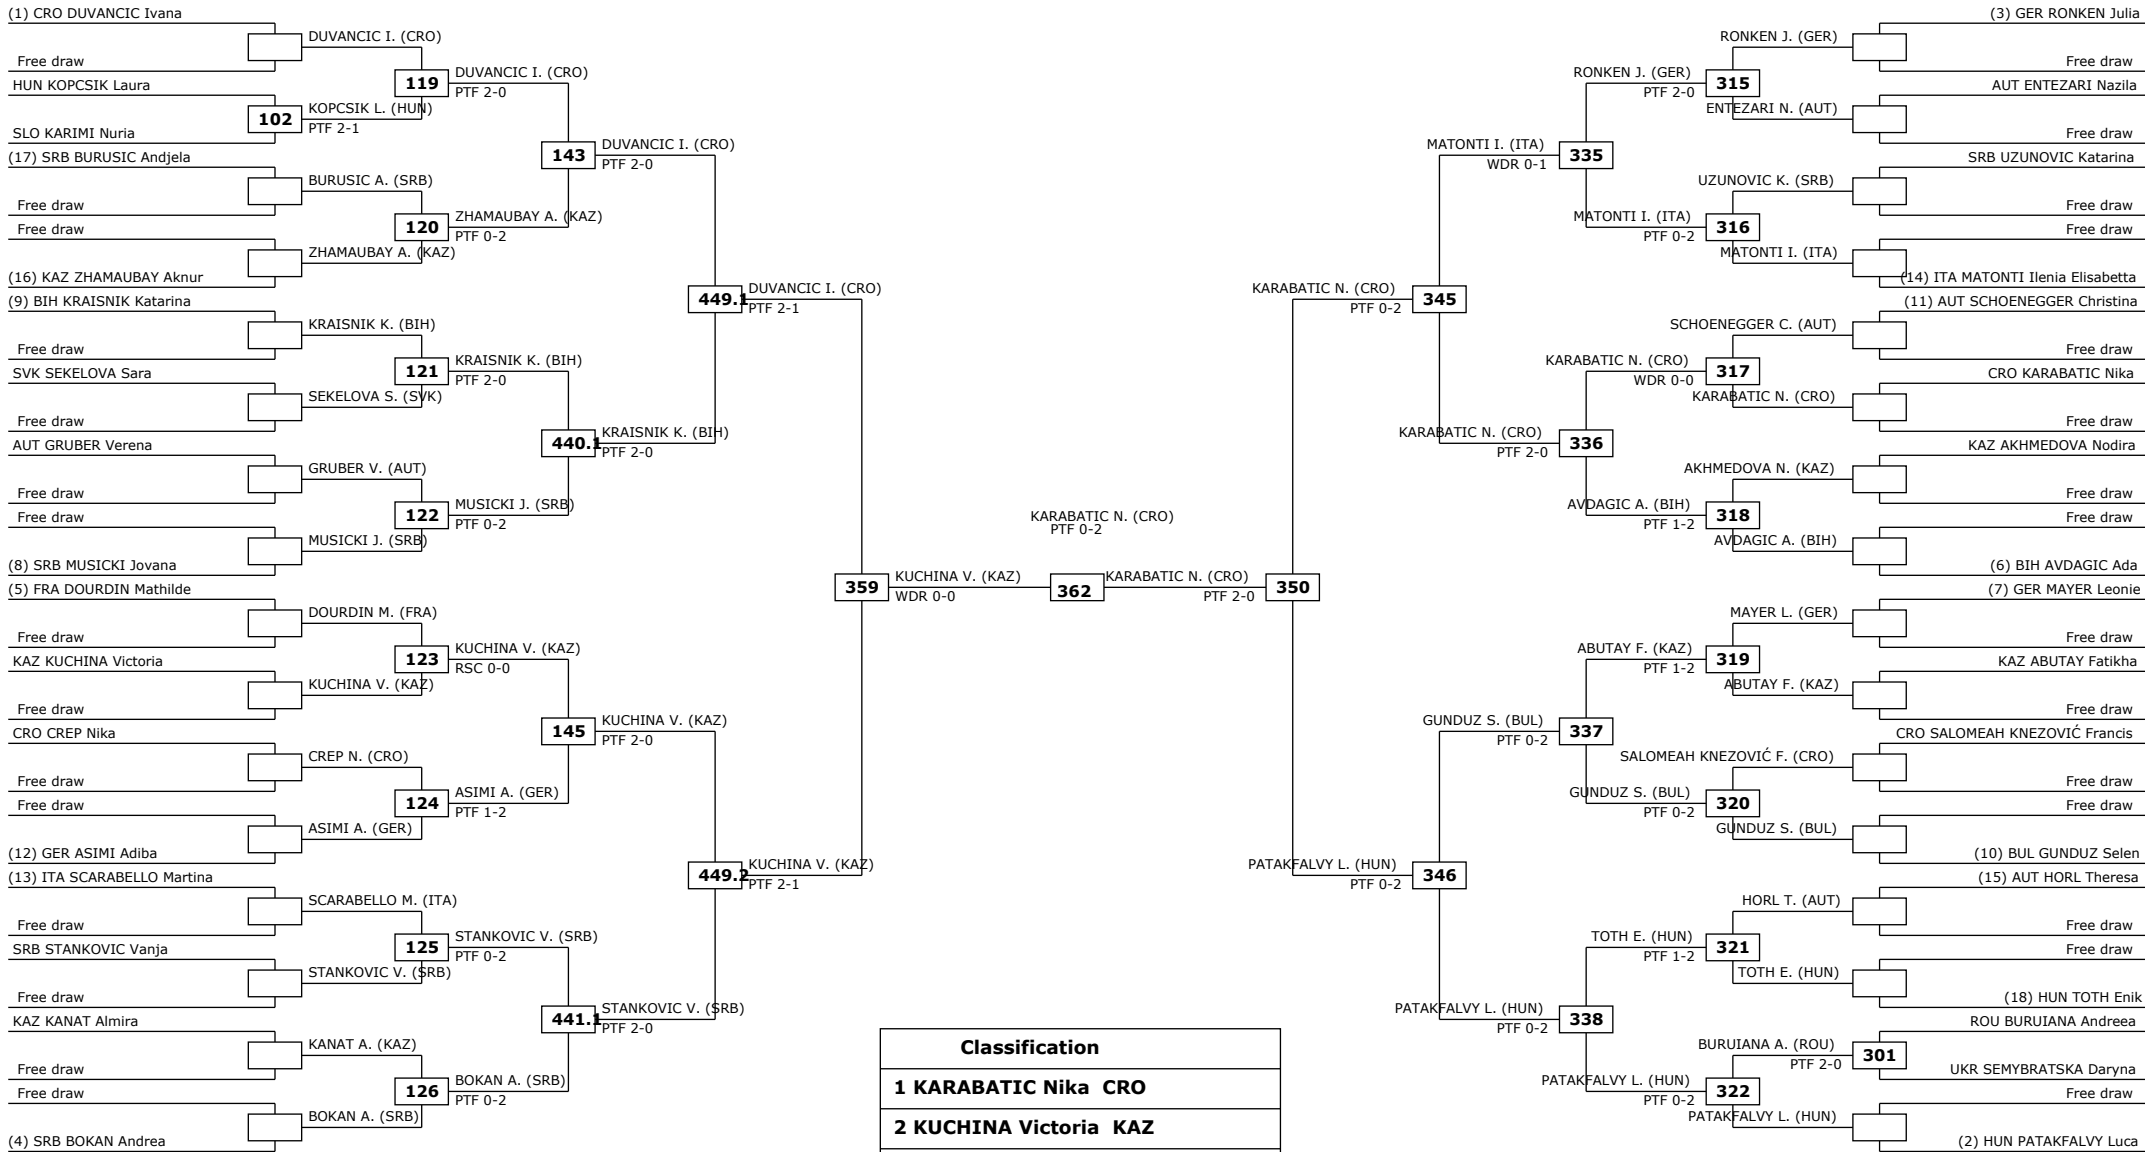 (1) CRO DUVANCIC Ivana
Free draw
HUN KOPCSIK Laura
SLO KARIMI Nuria
(17) SRB BURUSIC Andjela
Free draw
Free draw
(16) KAZ ZHAMAUBAY Aknur
(9) BIH KRAISNIK Katarina
Free draw
SVK SEKELOVA Sara
Free draw
AUT GRUBER Verena
Free draw
Free draw
(8) SRB MUSICKI Jovana
(5) FRA DOURDIN Mathilde
Free draw
KAZ KUCHINA Victoria
Free draw
CRO CREP Nika
Free draw
Free draw
(12) GER ASIMI Adiba
(13) ITA SCARABELLO Martina
Free draw
SRB STANKOVIC Vanja
Free draw
KAZ KANAT Almira
Free draw
Free draw
(4) SRB BOKAN Andrea
102
DUVANCIC I. (CRO)
KOPCSIK L. (HUN)
PTF 2-1
BURUSIC A. (SRB)
ZHAMAUBAY A. (KAZ)
KRAISNIK K. (BIH)
SEKELOVA S. (SVK)
GRUBER V. (AUT)
MUSICKI J. (SRB)
DOURDIN M. (FRA)
KUCHINA V. (KAZ)
CREP N. (CRO)
ASIMI A. (GER)
SCARABELLO M. (ITA)
STANKOVIC V. (SRB)
KANAT A. (KAZ)
BOKAN A. (SRB)
119
DUVANCIC I. (CRO)
PTF 2-0
120
ZHAMAUBAY A. (KAZ)
PTF 0-2
121
KRAISNIK K. (BIH)
PTF 2-0
122
MUSICKI J. (SRB)
PTF 0-2
123
KUCHINA V. (KAZ)
RSC 0-0
124
ASIMI A. (GER)
PTF 1-2
125
STANKOVIC V. (SRB)
PTF 0-2
126
BOKAN A. (SRB)
PTF 0-2
143
DUVANCIC I. (CRO)
PTF 2-0
440.1
KRAISNIK K. (BIH)
PTF 2-0
145
KUCHINA V. (KAZ)
PTF 2-0
441.1
STANKOVIC V. (SRB)
PTF 2-0
449.1
DUVANCIC I. (CRO)
PTF 2-1
449.2
KUCHINA V. (KAZ)
PTF 2-1
359
KUCHINA V. (KAZ)
WDR 0-0
KARABATIC N. (CRO)
PTF 0-2
362
KARABATIC N. (CRO)
PTF 2-0
350
KARABATIC N. (CRO)
PTF 0-2
345
PATAKFALVY L. (HUN)
PTF 0-2
346
MATONTI I. (ITA)
WDR 0-1
335
KARABATIC N. (CRO)
PTF 2-0
336
GUNDUZ S. (BUL)
PTF 0-2
337
PATAKFALVY L. (HUN)
PTF 0-2
338
RONKEN J. (GER)
PTF 2-0
315
MATONTI I. (ITA)
PTF 0-2
316
KARABATIC N. (CRO)
WDR 0-0
317
AVDAGIC A. (BIH)
PTF 1-2
318
ABUTAY F. (KAZ)
PTF 1-2
319
GUNDUZ S. (BUL)
PTF 0-2
320
TOTH E. (HUN)
PTF 1-2
321
PATAKFALVY L. (HUN)
PTF 0-2
322
RONKEN J. (GER)
ENTEZARI N. (AUT)
UZUNOVIC K. (SRB)
MATONTI I. (ITA)
SCHOENEGGER C. (AUT)
KARABATIC N. (CRO)
AKHMEDOVA N. (KAZ)
AVDAGIC A. (BIH)
MAYER L. (GER)
ABUTAY F. (KAZ)
SALOMEAH KNEZOVIĆ F. (CRO)
GUNDUZ S. (BUL)
HORL T. (AUT)
TOTH E. (HUN)
BURUIANA A. (ROU)
PTF 2-0
301
PATAKFALVY L. (HUN)
(3) GER RONKEN Julia
Free draw
AUT ENTEZARI Nazila
Free draw
SRB UZUNOVIC Katarina
Free draw
Free draw
(14) ITA MATONTI Ilenia Elisabetta
(11) AUT SCHOENEGGER Christina
Free draw
CRO KARABATIC Nika
Free draw
KAZ AKHMEDOVA Nodira
Free draw
Free draw
(6) BIH AVDAGIC Ada
(7) GER MAYER Leonie
Free draw
KAZ ABUTAY Fatikha
Free draw
CRO SALOMEAH KNEZOVIĆ Francis
Free draw
Free draw
(10) BUL GUNDUZ Selen
(15) AUT HORL Theresa
Free draw
Free draw
(18) HUN TOTH Enik
ROU BURUIANA Andreea
UKR SEMYBRATSKA Daryna
Free draw
(2) HUN PATAKFALVY Luca
Classification
1 KARABATIC Nika CRO
2 KUCHINA Victoria KAZ